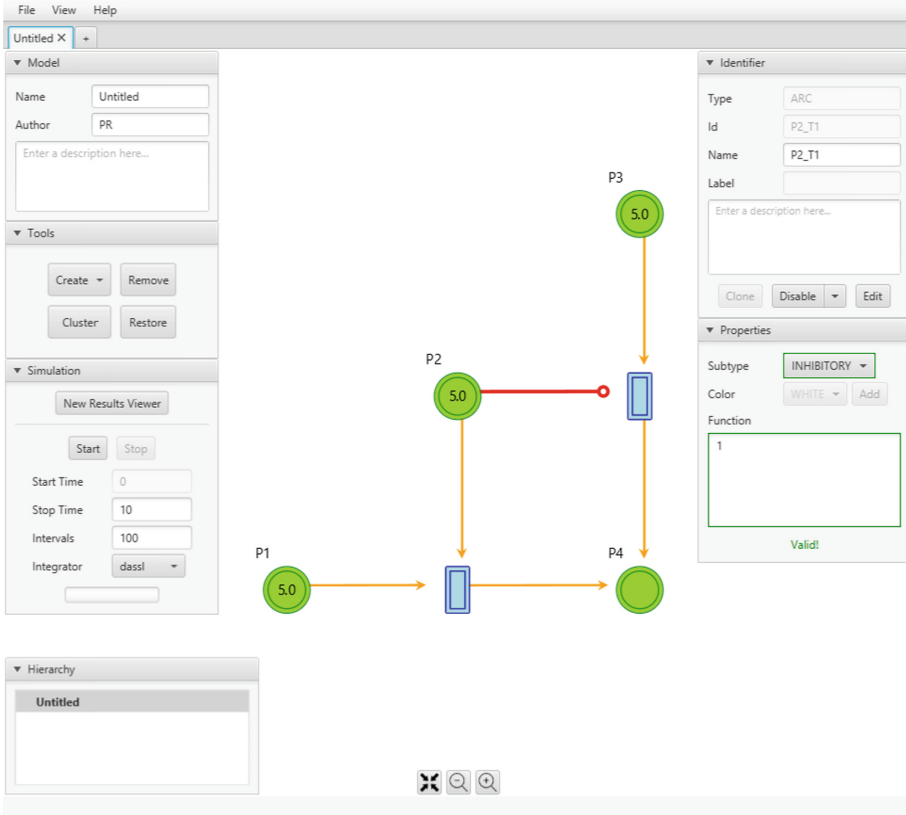 File View Help
Untitled ✕ +
Model
Name Untitled
Author PR
Enter a description here...
Tools
Create Remove
Cluster Restore
Simulation
New Results Viewer
Start Stop
Start Time 0
Stop Time 10
Intervals 100
Integrator dassl
Hierarchy
Untitled
P3
5.0
P2
5.0
P1
5.0
P4
Identifier
Type ARC
Id P2_T1
Name P2_T1
Label
Enter a description here...
Clone Disable Edit
Properties
Subtype INHIBITORY
Color WHITE Add
Function
1
Valid!